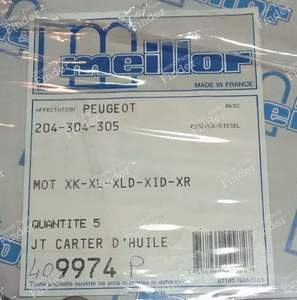 meillor
MADE IN FRANCE
AFFECTATION PEUGEOT
204-304-305
MOT XK-XL-XLD-XID-XR
QUANTITE 5
JT CARTER D'HUILE
409974 P